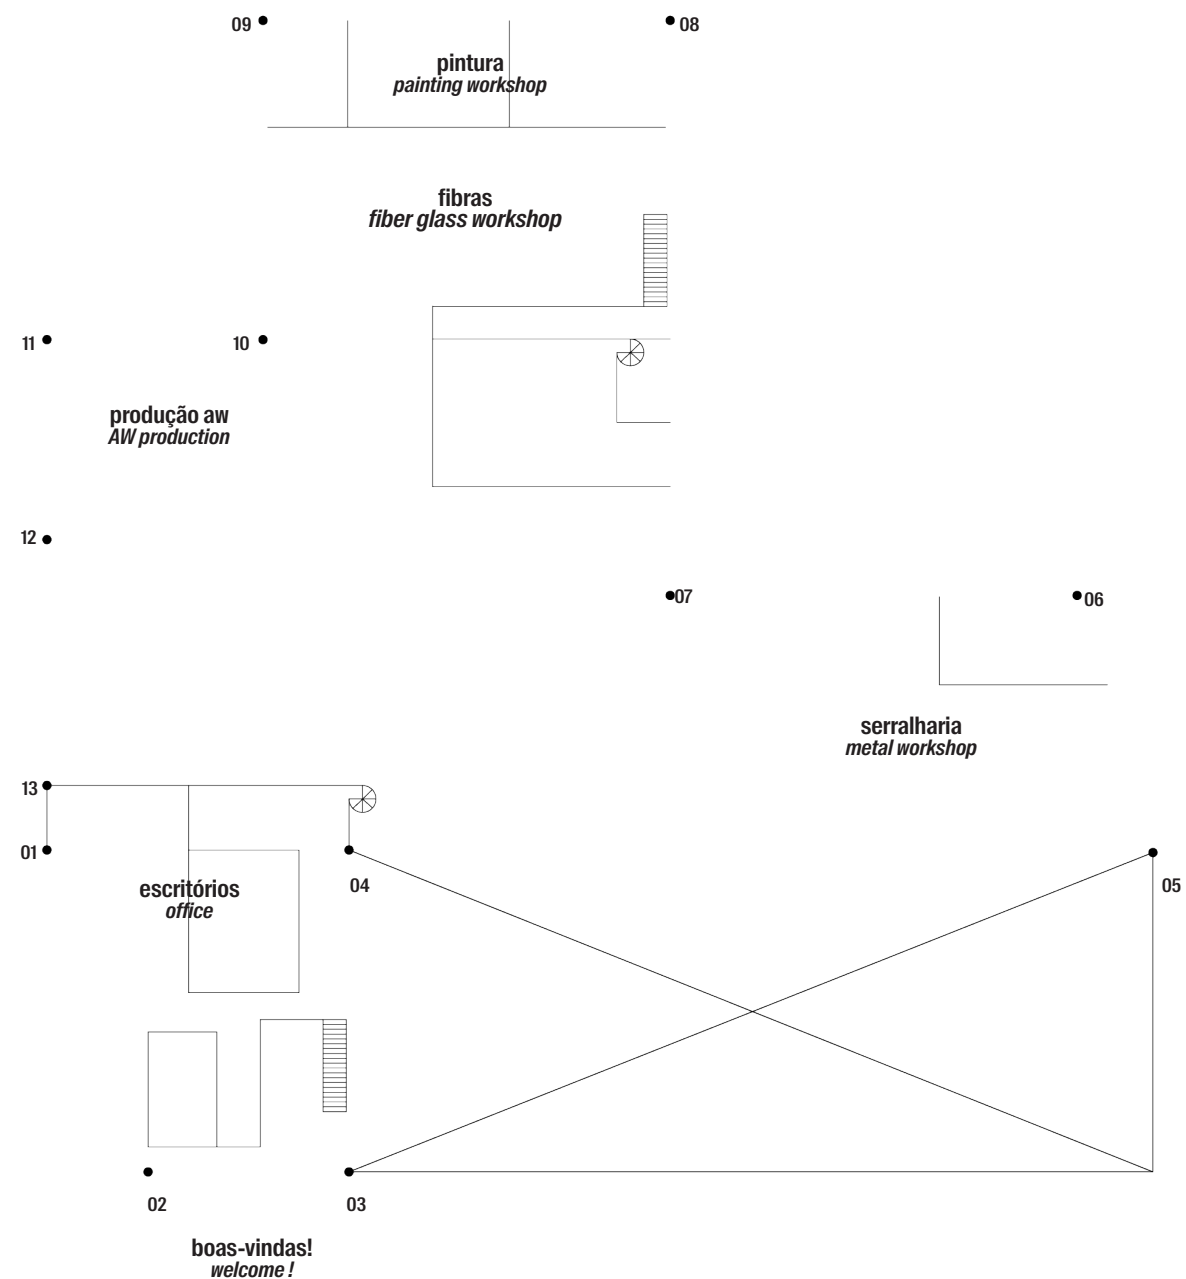 09
08
pintura
painting workshop
fibras
fiber glass workshop
11
10
produção aw
AW production
12
07
06
serralharia
metal workshop
13
01
04
05
escritórios
office
02
03
boas-vindas!
welcome !